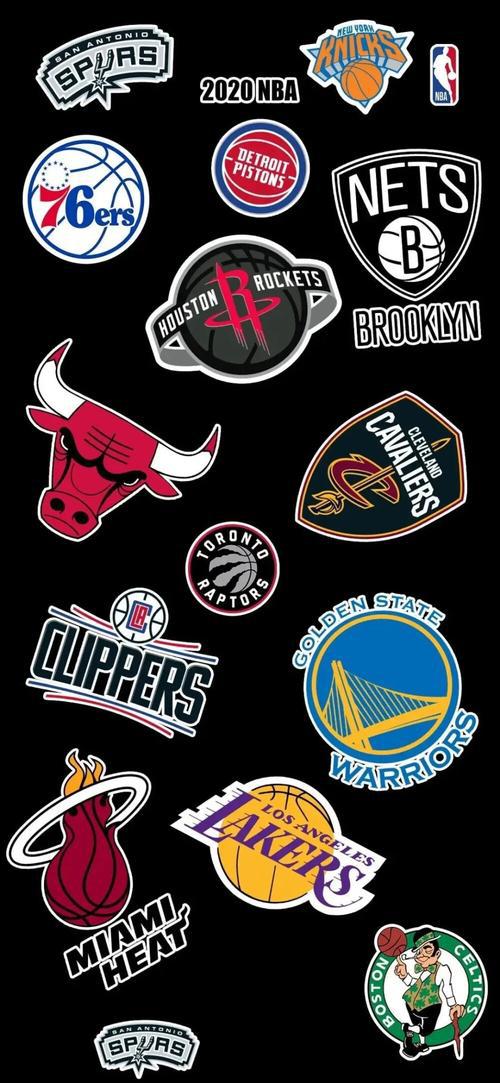 SAN ANTONIO
SPURS
NEW YORK
KNICKS
2020 NBA
NBA
76ers
DETROIT
PISTONS
NETS
B
BROOKLYN
HOUSTON R ROCKETS
CLEVELAND
CAVALIERS
C
TORONTO
RAPTORS
LA
CLIPPERS
GOLDEN STATE
WARRIORS
LOS ANGELES
LAKERS
MIAMI
HEAT
BOSTON
CELTICS
SAN ANTONIO
SPURS